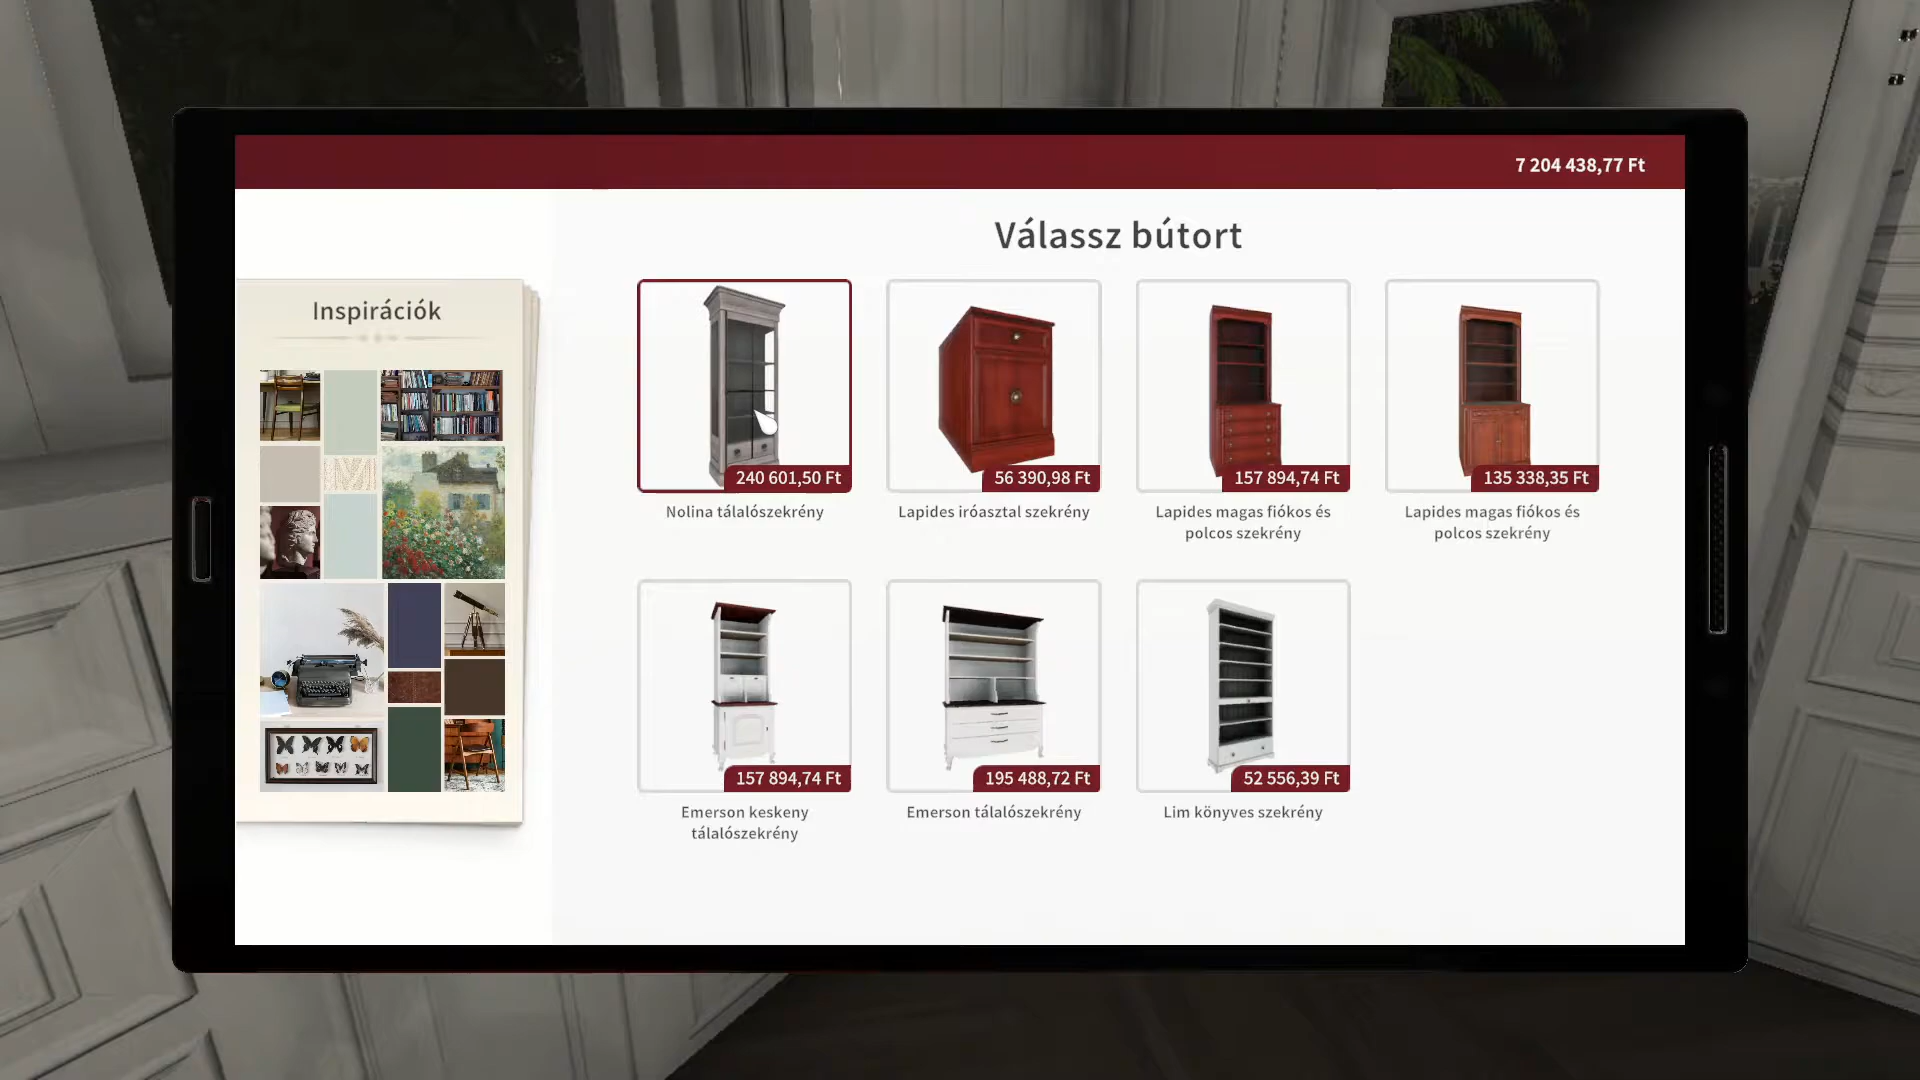 7 204 438,77 Ft
Válassz bútort
Inspirációk
240 601,50 Ft
56 390,98 Ft
157 894,74 Ft
135 338,35 Ft
Nolina tálalószekrény
Lapides iróasztal szekrény
Lapides magas fiókos és
polcos szekrény
Lapides magas fiókos és
polcos szekrény
157 894,74 Ft
195 488,72 Ft
52 556,39 Ft
Emerson keskeny
tálalószekrény
Emerson tálalószekrény
Lim könyves szekrény